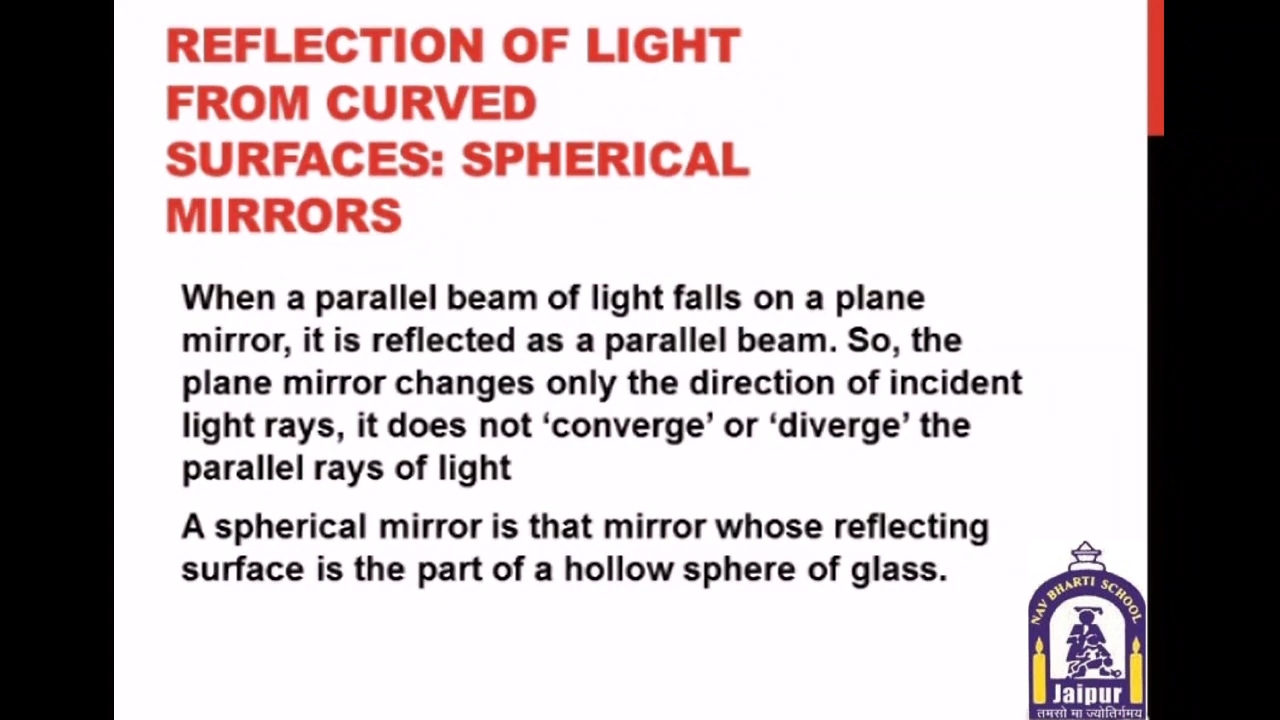 REFLECTION OF LIGHT
FROM CURVED
SURFACES: SPHERICAL
MIRRORS
When a parallel beam of light falls on a plane
mirror, it is reflected as a parallel beam. So, the
plane mirror changes only the direction of incident
light rays, it does not ‘converge’ or ‘diverge’ the
parallel rays of light
A spherical mirror is that mirror whose reflecting
surface is the part of a hollow sphere of glass.
NAV BHARTI SCHOOL
Jaipur
तमसो मा ज्योतिर्गमय